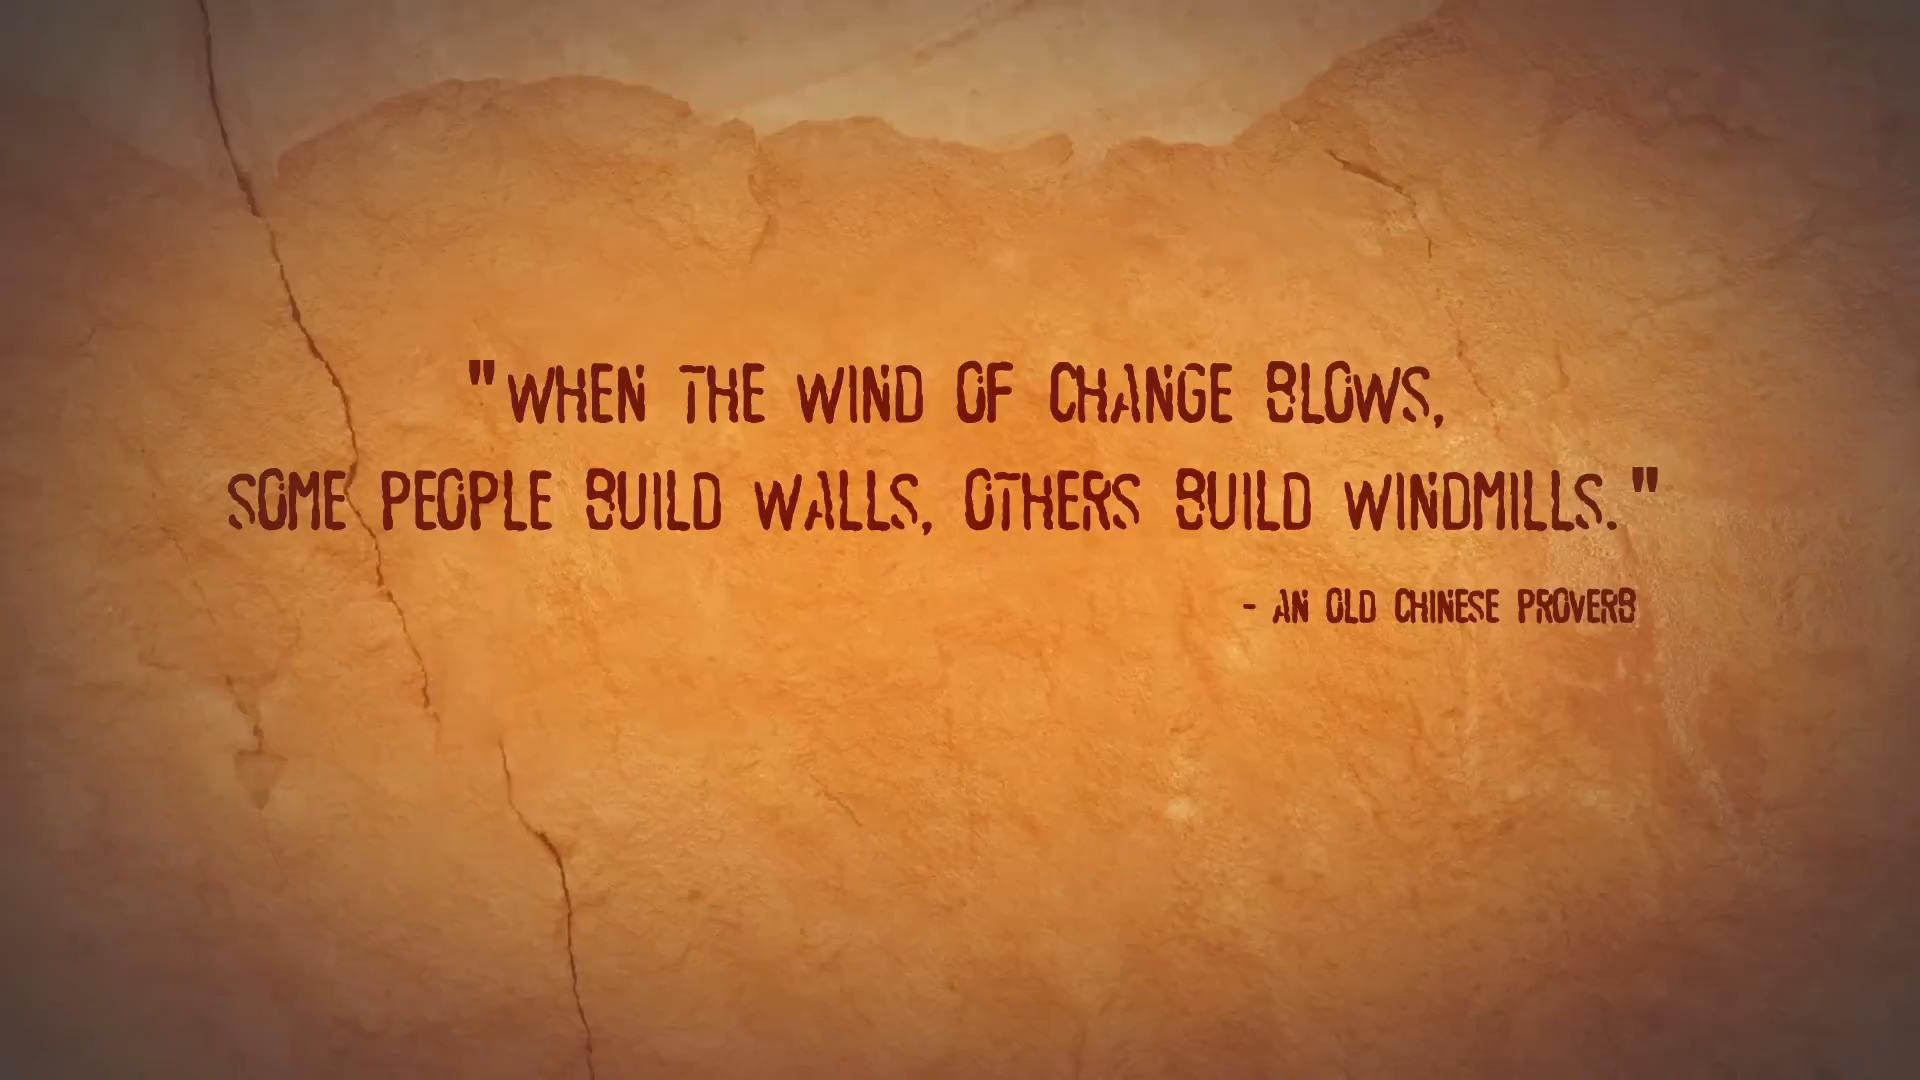 "WHEN THE WIND OF CHANGE BLOWS,
SOME PEOPLE BUILD WALLS, OTHERS BUILD WINDMILLS."
- AN OLD CHINESE PROVERB